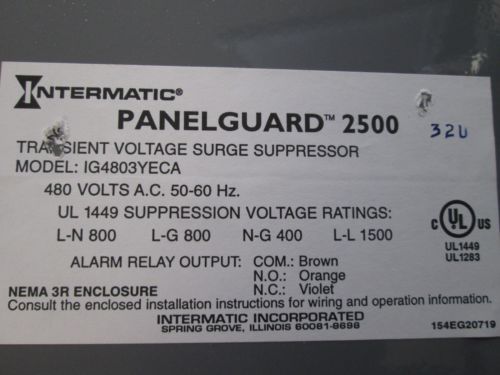 INTERMATIC®
PANELGUARD™ 2500
32U
TRANSIENT VOLTAGE SURGE SUPPRESSOR
MODEL: IG4803YECA
480 VOLTS A.C. 50-60 Hz.
UL 1449 SUPPRESSION VOLTAGE RATINGS:
L-N 800 L-G 800 N-G 400 L-L 1500
C UL US
UL1449
UL1283
ALARM RELAY OUTPUT: COM.: Brown
N.O.: Orange
NEMA 3R ENCLOSURE N.C.: Violet
Consult the enclosed installation instructions for wiring and operation information.
INTERMATIC INCORPORATED
SPRING GROVE, ILLINOIS 60081-9698
154EG20719